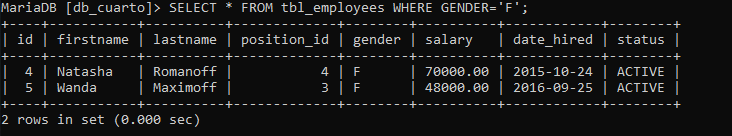 MariaDB [db_cuarto]> SELECT * FROM tbl_employees WHERE GENDER='F';
+----+-----------+----------+-------------+--------+----------+------------+--------+
| id | firstname | lastname | position_id | gender | salary   | date_hired | status |
+----+-----------+----------+-------------+--------+----------+------------+--------+
|  4 | Natasha   | Romanoff |           4 | F      | 70000.00 | 2015-10-24 | ACTIVE |
|  5 | Wanda     | Maximoff |           3 | F      | 48000.00 | 2016-09-25 | ACTIVE |
+----+-----------+----------+-------------+--------+----------+------------+--------+
2 rows in set (0.000 sec)